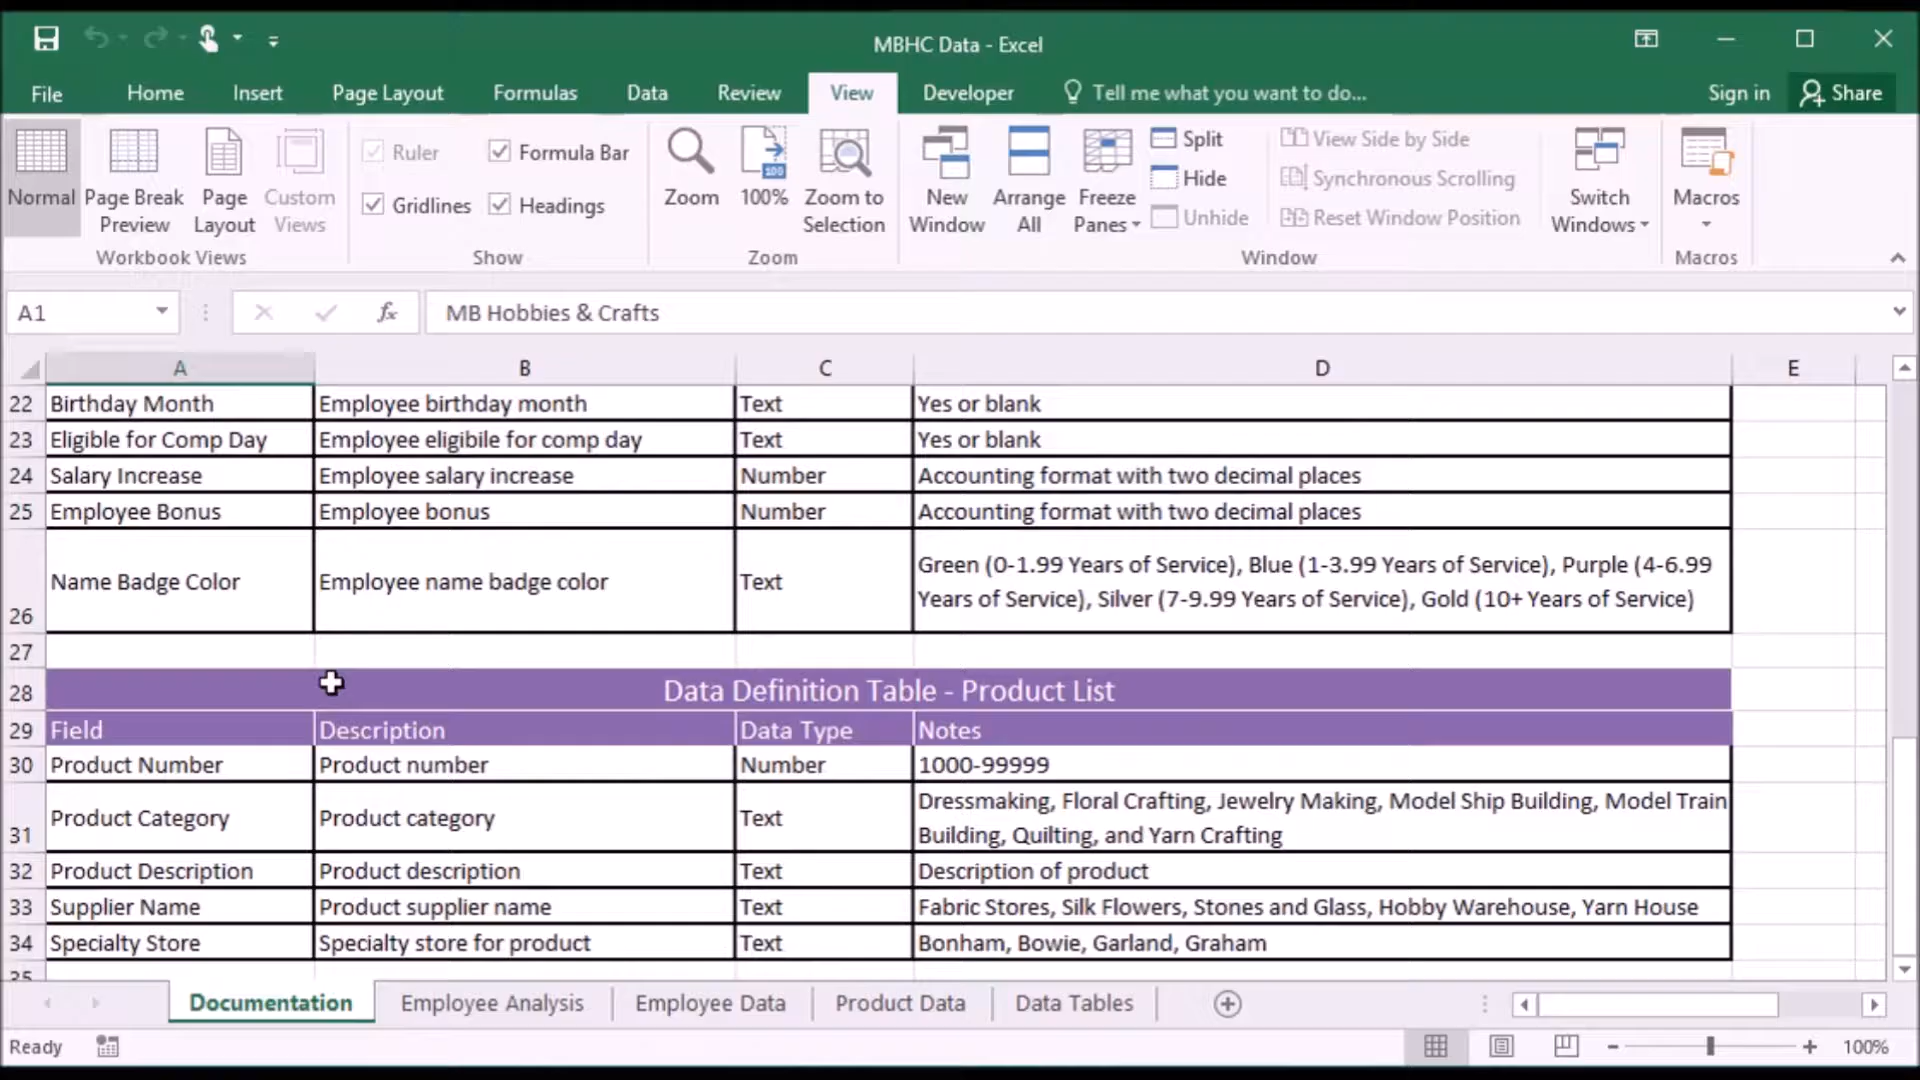 MBHC Data - Excel
File Home Insert Page Layout Formulas Data Review View Developer Tell me what you want to do... Sign in Share
Normal Page Break Preview Page Layout Custom Views
Workbook Views
Ruler Formula Bar
Gridlines Headings
Show
Zoom 100% Zoom to Selection
100
Zoom
New Window Arrange All Freeze Panes
Split
Hide
Unhide
View Side by Side
Synchronous Scrolling
Reset Window Position
Switch Windows
Window
Macros
Macros
A1 fx MB Hobbies & Crafts
A B C D E
22 Birthday Month Employee birthday month Text Yes or blank
23 Eligible for Comp Day Employee eligibile for comp day Text Yes or blank
24 Salary Increase Employee salary increase Number Accounting format with two decimal places
25 Employee Bonus Employee bonus Number Accounting format with two decimal places
26 Name Badge Color Employee name badge color Text Green (0-1.99 Years of Service), Blue (1-3.99 Years of Service), Purple (4-6.99
Years of Service), Silver (7-9.99 Years of Service), Gold (10+ Years of Service)
27
28 Data Definition Table - Product List
29 Field Description Data Type Notes
30 Product Number Product number Number 1000-99999
31 Product Category Product category Text Dressmaking, Floral Crafting, Jewelry Making, Model Ship Building, Model Train
Building, Quilting, and Yarn Crafting
32 Product Description Product description Text Description of product
33 Supplier Name Product supplier name Text Fabric Stores, Silk Flowers, Stones and Glass, Hobby Warehouse, Yarn House
34 Specialty Store Specialty store for product Text Bonham, Bowie, Garland, Graham
35
Documentation Employee Analysis Employee Data Product Data Data Tables
Ready 100%